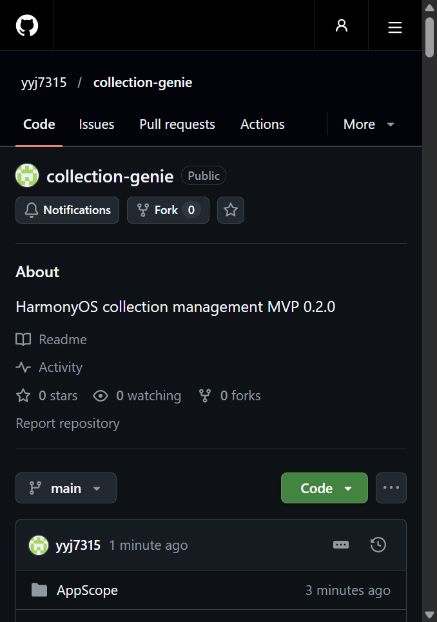 yyj7315 / collection-genie
Code Issues Pull requests Actions More
collection-genie Public
Notifications Fork 0
About
HarmonyOS collection management MVP 0.2.0
Readme
Activity
0 stars 0 watching 0 forks
Report repository
main Code
yyj7315 1 minute ago
AppScope 3 minutes ago